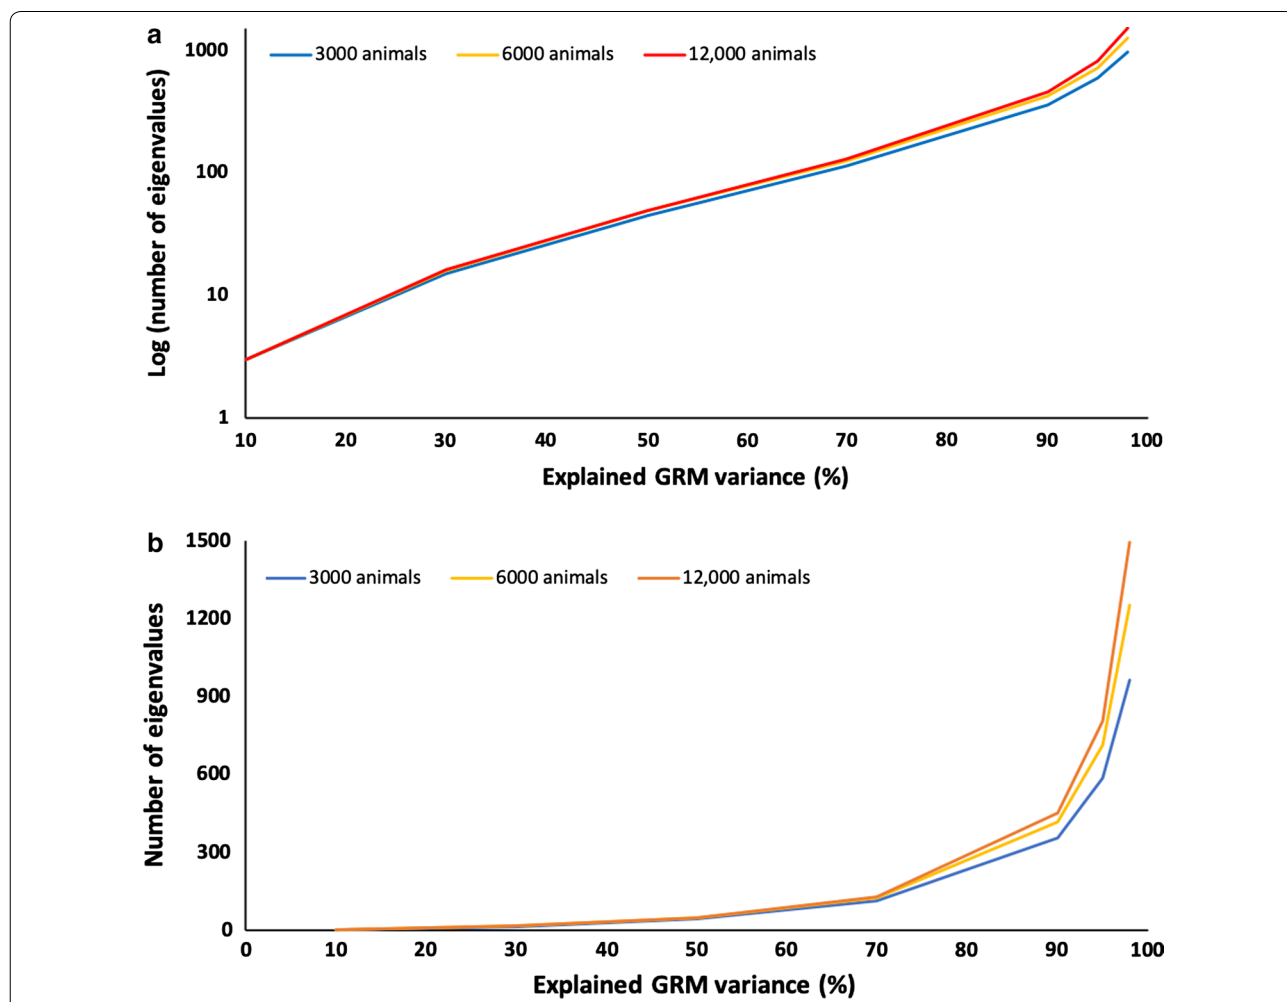 a
3000 animals 6000 animals 12,000 animals
Log (number of eigenvalues)
1000
100
10
1
10 20 30 40 50 60 70 80 90 100
Explained GRM variance (%)
b
3000 animals 6000 animals 12,000 animals
Number of eigenvalues
1500
1200
900
600
300
0
0 10 20 30 40 50 60 70 80 90 100
Explained GRM variance (%)